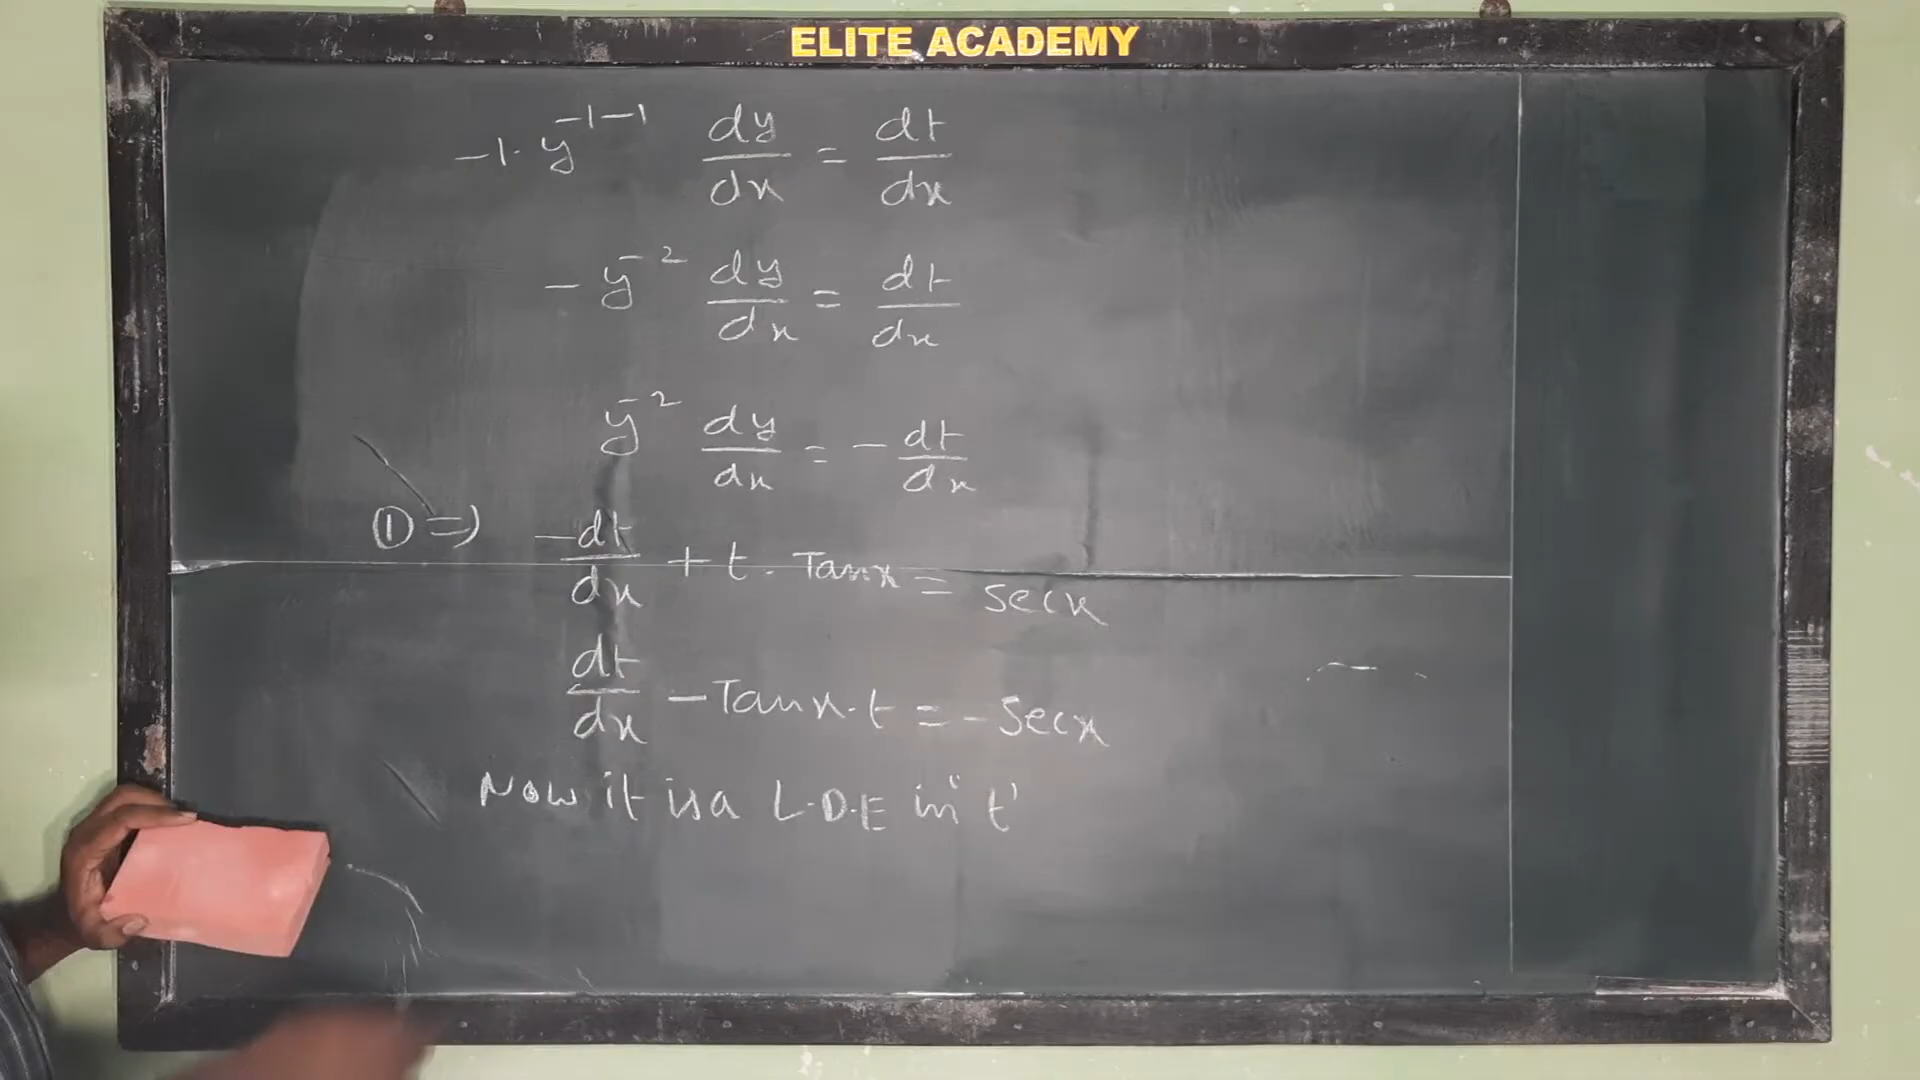 ELITE ACADEMY
-1. y^{-1-1} dy/dx = dt/dx
- y^{-2} dy/dx = dt/dx
y^{-2} dy/dx = - dt/dx
① => -dt/dx + t. Tanx = secx
dt/dx - Tanx.t = - secx
Now it is a L.D.E in "t'